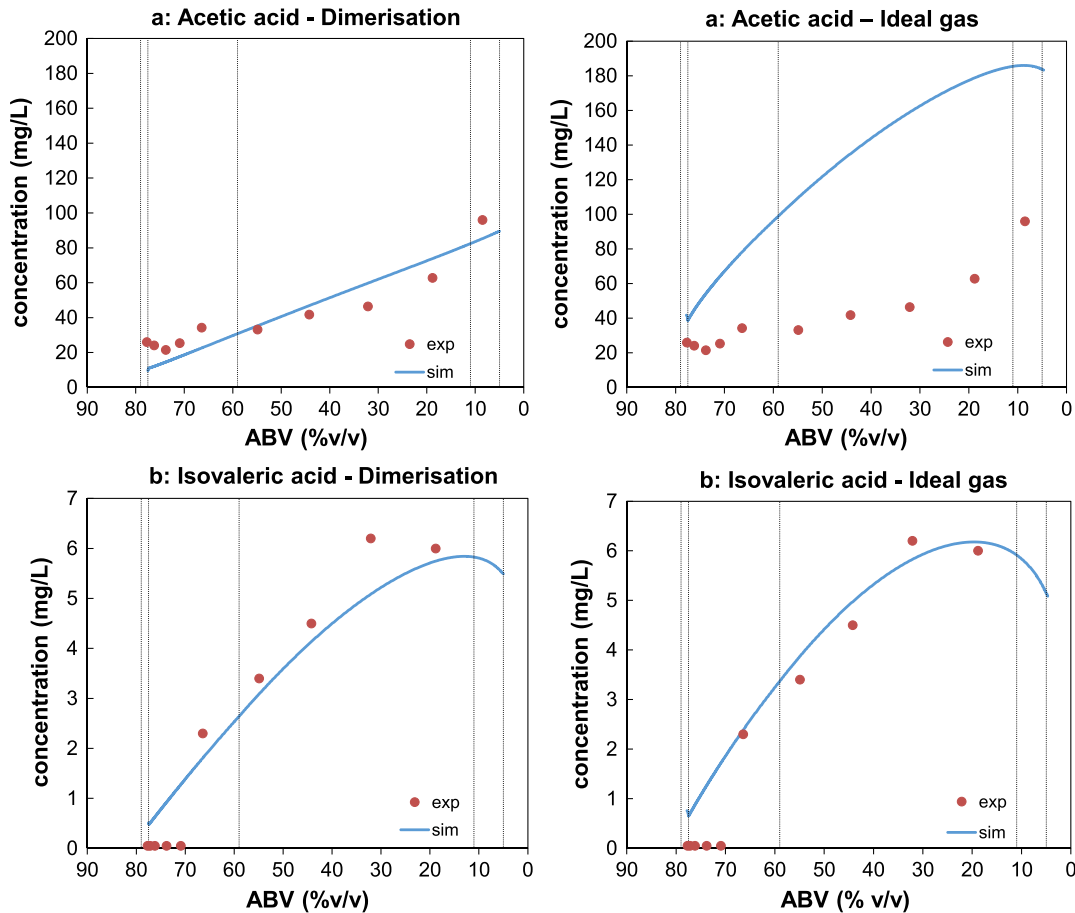 a: Acetic acid - Dimerisation
concentration (mg/L)
200
180
160
140
120
100
80
60
40
20
0
exp
sim
90 80 70 60 50 40 30 20 10 0
ABV (%v/v)
a: Acetic acid – Ideal gas
concentration (mg/L)
200
180
160
140
120
100
80
60
40
20
0
exp
sim
90 80 70 60 50 40 30 20 10 0
ABV (%v/v)
b: Isovaleric acid - Dimerisation
concentration (mg/L)
7
6
5
4
3
2
1
0
exp
sim
90 80 70 60 50 40 30 20 10 0
ABV (%v/v)
b: Isovaleric acid - Ideal gas
concentration (mg/L)
7
6
5
4
3
2
1
0
exp
sim
90 80 70 60 50 40 30 20 10 0
ABV (% v/v)